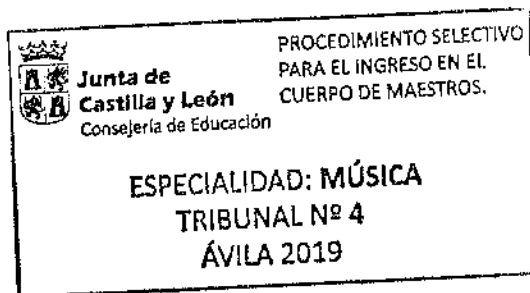 Junta de
Castilla y León
Consejería de Educación
PROCEDIMIENTO SELECTIVO
PARA EL INGRESO EN EL
CUERPO DE MAESTROS.
ESPECIALIDAD: MÚSICA
TRIBUNAL Nº 4
ÁVILA 2019